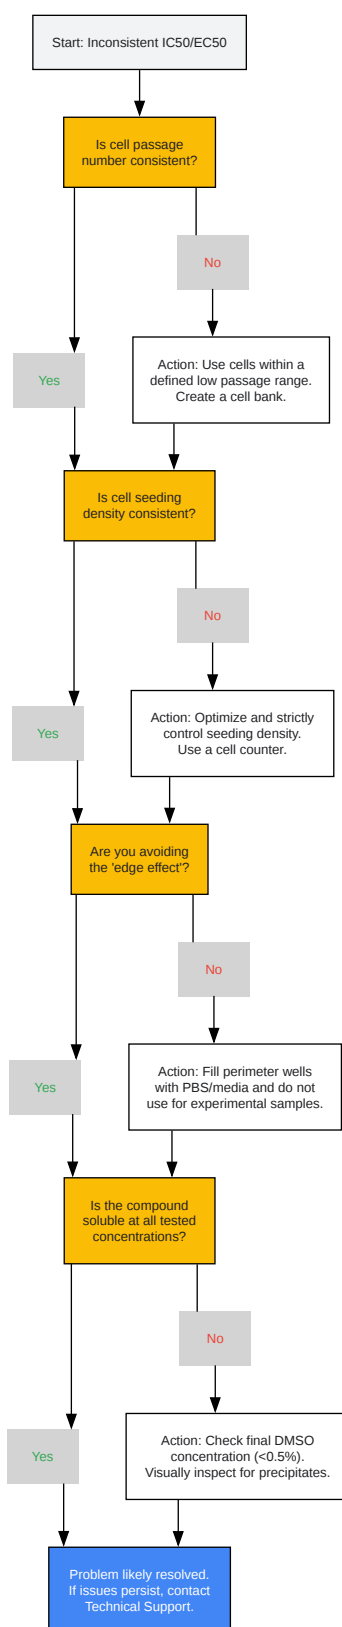 Start: Inconsistent IC50/EC50
Is cell passage
number consistent?
No
Yes
Action: Use cells within a
defined low passage range.
Create a cell bank.
Is cell seeding
density consistent?
No
Yes
Action: Optimize and strictly
control seeding density.
Use a cell counter.
Are you avoiding
the 'edge effect'?
No
Yes
Action: Fill perimeter wells
with PBS/media and do not
use for experimental samples.
Is the compound
soluble at all tested
concentrations?
No
Yes
Action: Check final DMSO
concentration (<0.5%).
Visually inspect for precipitates.
Problem likely resolved.
If issues persist, contact
Technical Support.